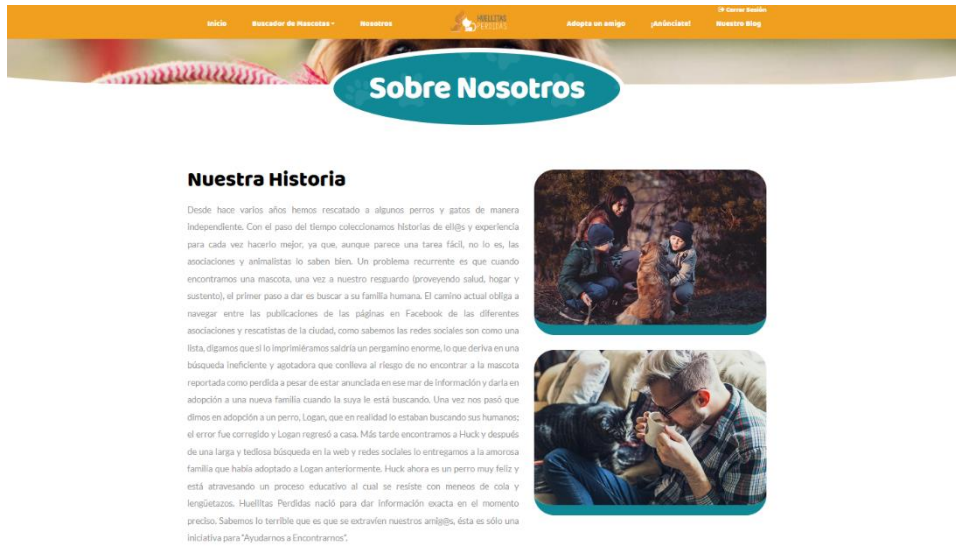 Cerrar Sesión
Inicio
Buscador de Mascotas
Nosotros
HUELLITAS
PERDIDAS
Adopta un amigo
¡Anúnciate!
Nuestro Blog
Sobre Nosotros
Nuestra Historia
Desde hace varios años hemos rescatado a algunos perros y gatos de manera
independiente. Con el paso del tiempo coleccionamos historias de ell@s y experiencia
para cada vez hacerlo mejor, ya que, aunque parece una tarea fácil, no lo es, las
asociaciones y animalistas lo saben bien. Un problema recurrente es que cuando
encontramos una mascota, una vez a nuestro resguardo (proveyendo salud, hogar y
sustento), el primer paso a dar es buscar a su familia humana. El camino actual obliga a
navegar entre las publicaciones de las páginas en Facebook de las diferentes
asociaciones y rescatistas de la ciudad, como sabemos las redes sociales son como una
lista, digamos que si lo imprimiéramos saldría un pergamino enorme, lo que deriva en una
búsqueda ineficiente y agotadora que conlleva al riesgo de no encontrar a la mascota
reportada como perdida a pesar de estar anunciada en ese mar de información y darla en
adopción a una nueva familia cuando la suya le está buscando. Una vez nos pasó que
dimos en adopción a un perro, Logan, que en realidad lo estaban buscando sus humanos;
el error fue corregido y Logan regresó a casa. Más tarde encontramos a Huck y después
de una larga y tediosa búsqueda en la web y redes sociales lo entregamos a la amorosa
familia que había adoptado a Logan anteriormente. Huck ahora es un perro muy feliz y
está atravesando un proceso educativo al cual se resiste con meneos de cola y
lengüetazos. Huellitas Perdidas nació para dar información exacta en el momento
preciso. Sabemos lo terrible que es que se extravíen nuestros amig@s, ésta es sólo una
iniciativa para "Ayudarnos a Encontrarnos".